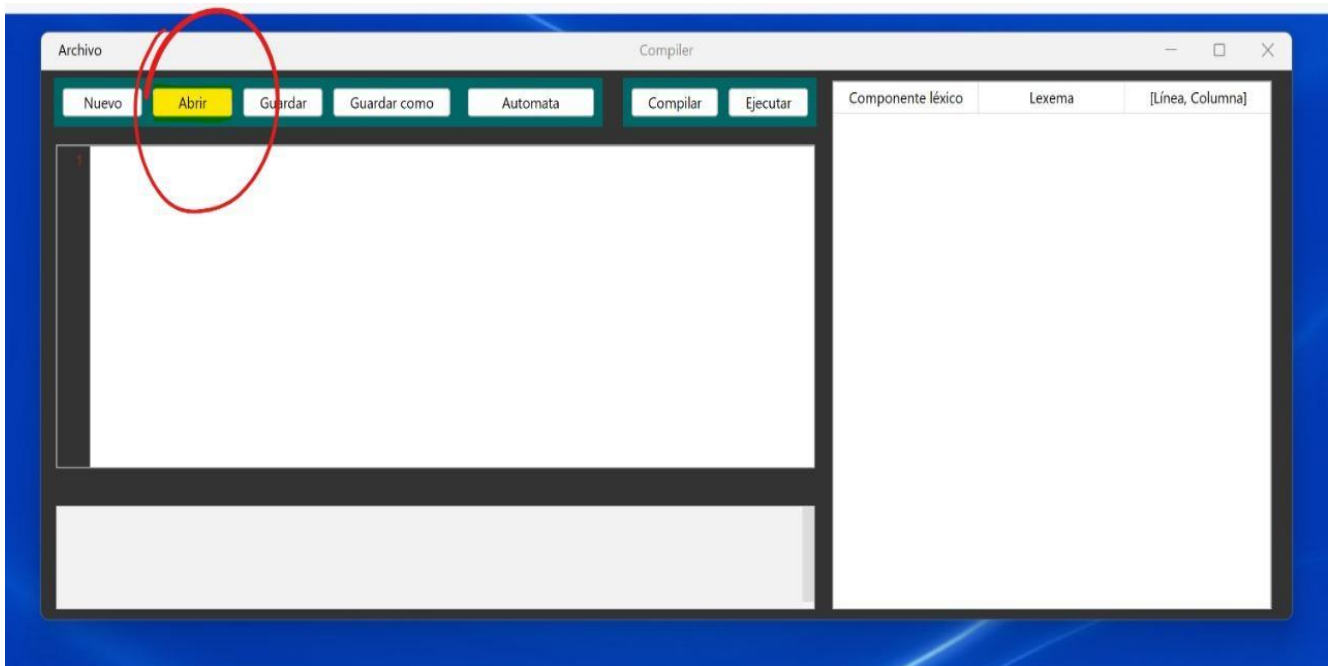 Archivo Compiler
Nuevo Abrir Guardar Guardar como Automata Compilar Ejecutar
Componente léxico Lexema [Línea, Columna]
1